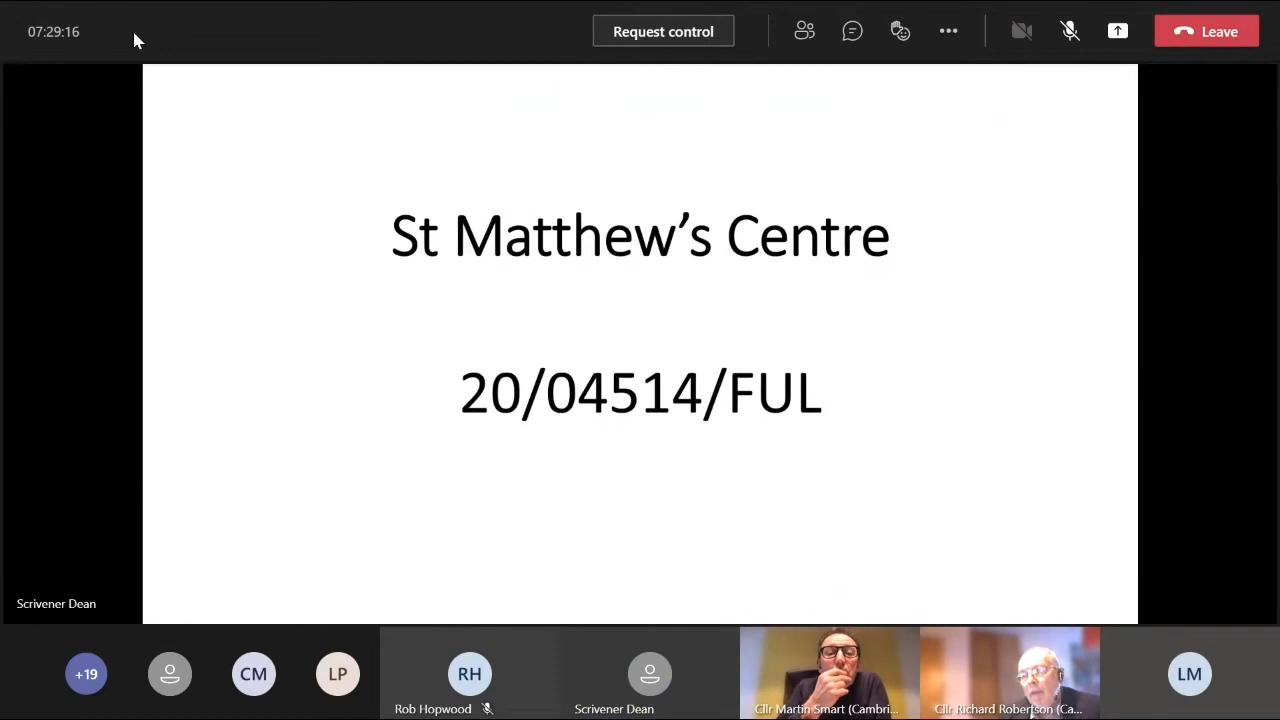 07:29:16
Request control
Leave
St Matthew's Centre
20/04514/FUL
Scrivener Dean
+19
CM
LP
RH
LM
Rob Hopwood
Scrivener Dean
Cllr Martin Smart (Cambri...
Cllr Richard Robertson (Ca...